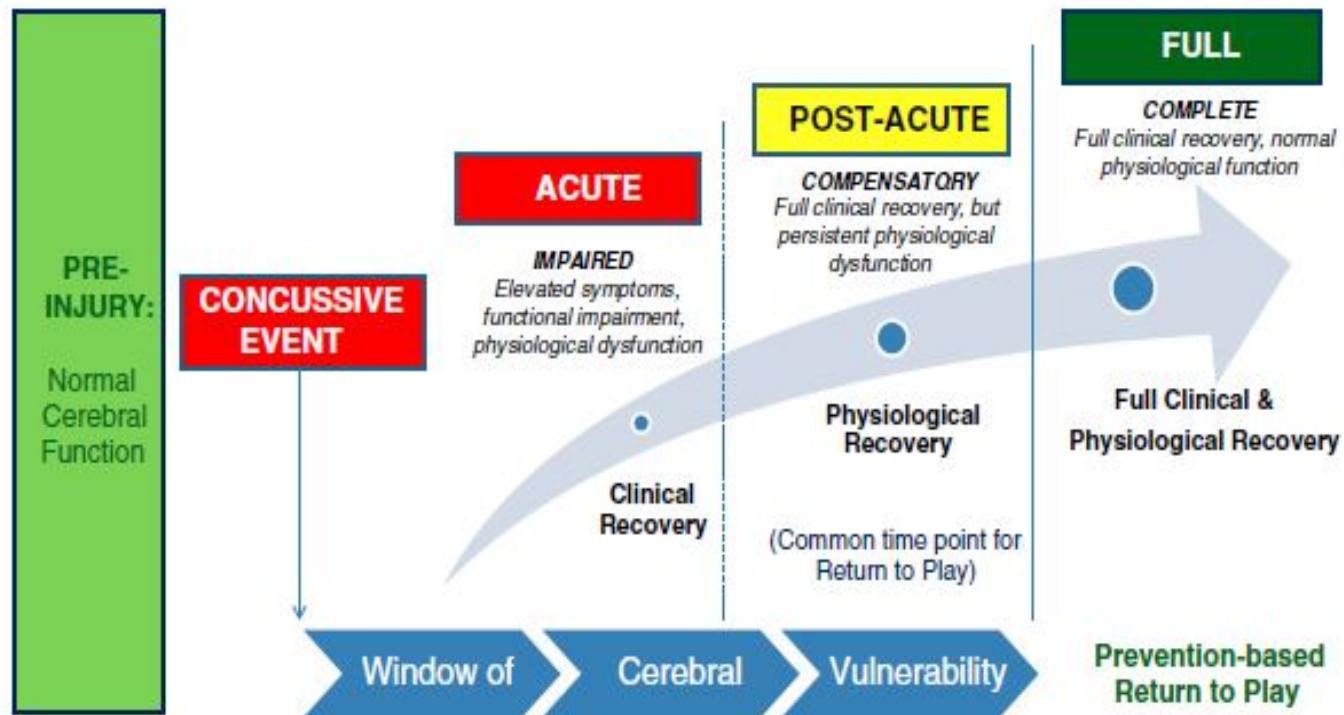 PRE-
INJURY:
Normal
Cerebral
Function
CONCUSSIVE
EVENT
ACUTE
IMPAIRED
Elevated symptoms,
functional impairment,
physiological dysfunction
Clinical
Recovery
POST-ACUTE
COMPENSATORY
Full clinical recovery, but
persistent physiological
dysfunction
Physiological
Recovery
(Common time point for
Return to Play)
FULL
COMPLETE
Full clinical recovery, normal
physiological function
Full Clinical &
Physiological Recovery
Window of
Cerebral
Vulnerability
Prevention-based
Return to Play